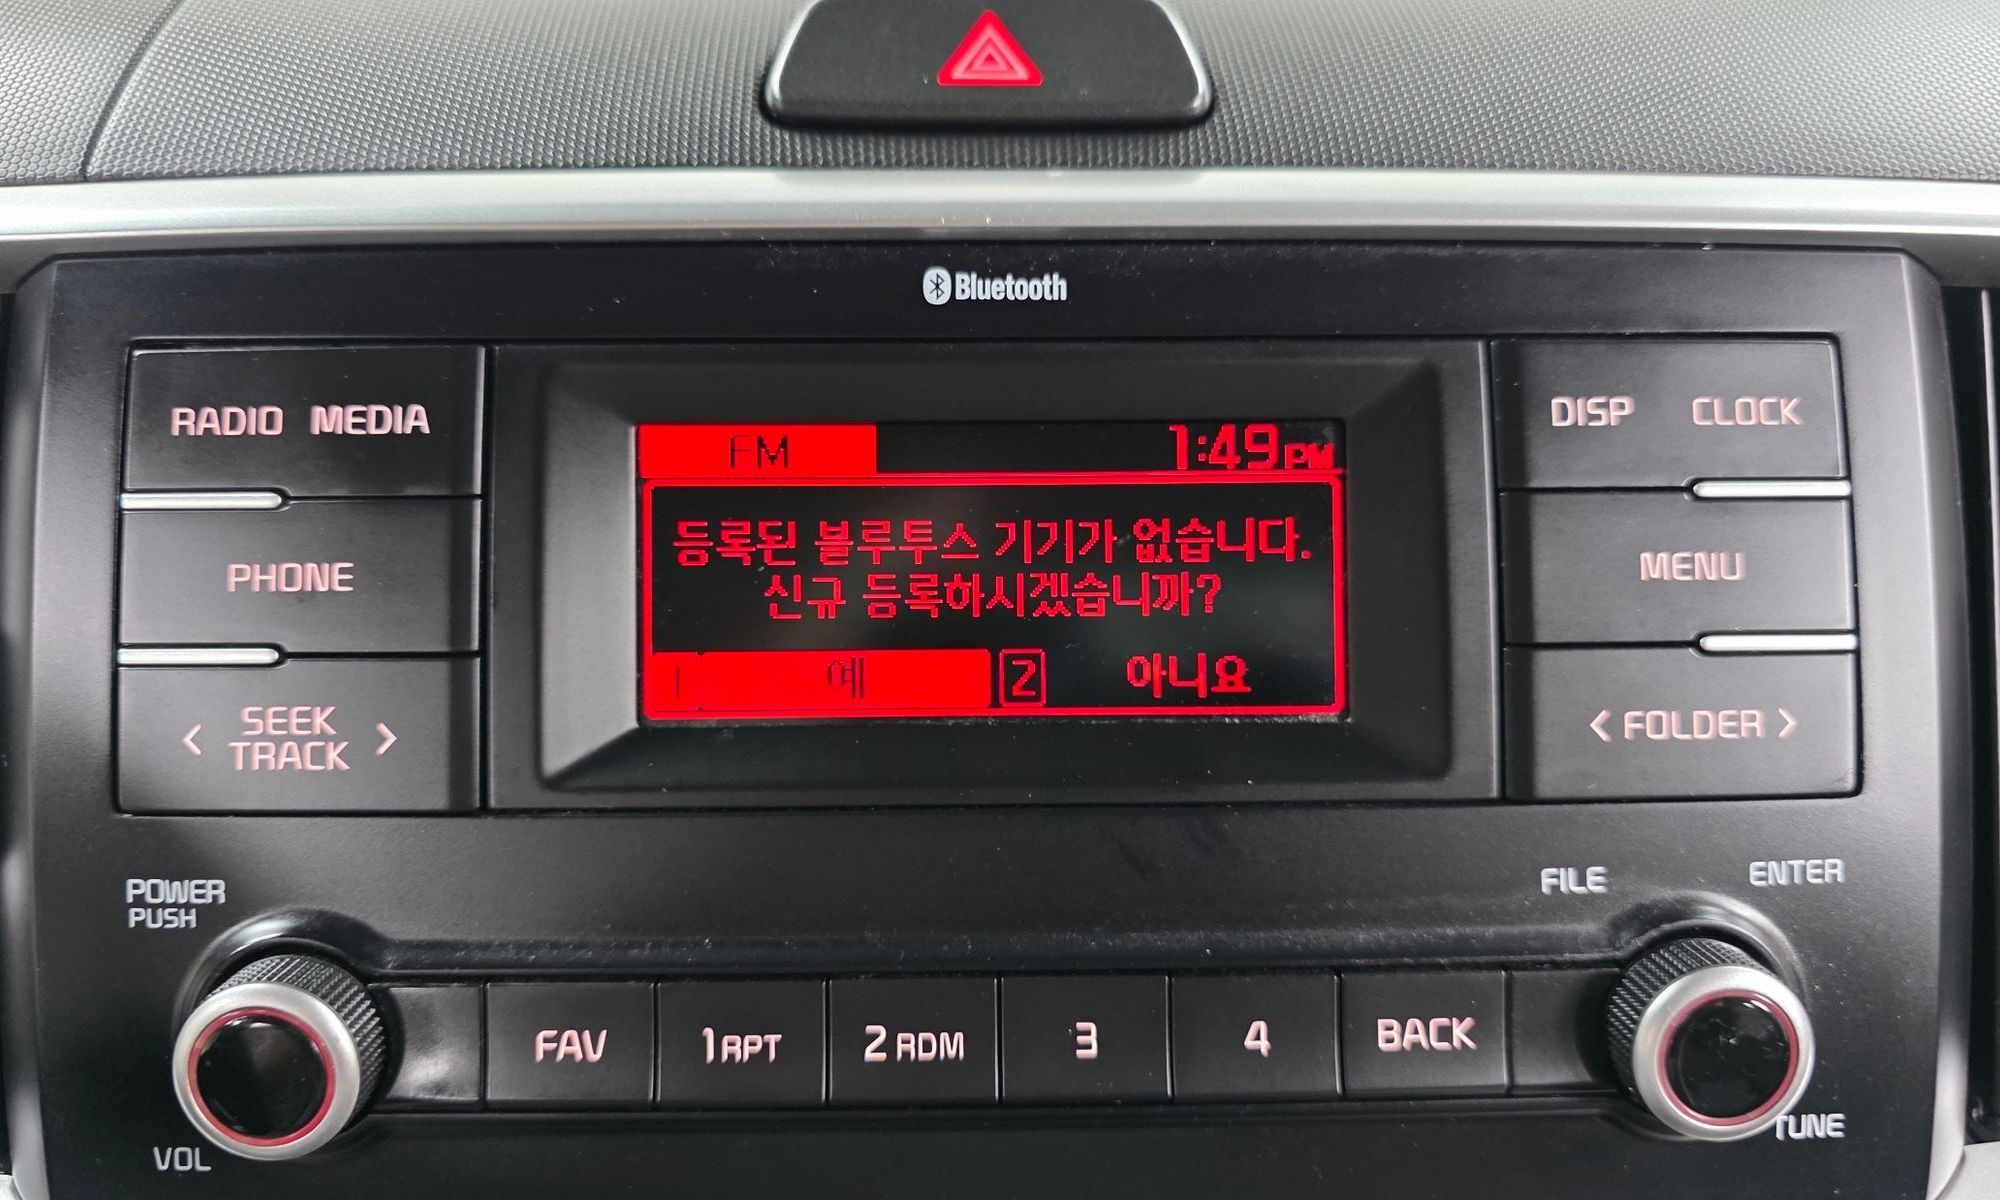 Bluetooth
RADIO MEDIA
DISP CLOCK
FM 1:49 PM
등록된 블루투스 기기가 없습니다.
신규 등록하시겠습니까?
1 예 2 아니요
PHONE
MENU
< SEEK TRACK >
< FOLDER >
POWER
PUSH
VOL
FILE
ENTER
TUNE
FAV 1 RPT 2 RDM 3 4 BACK